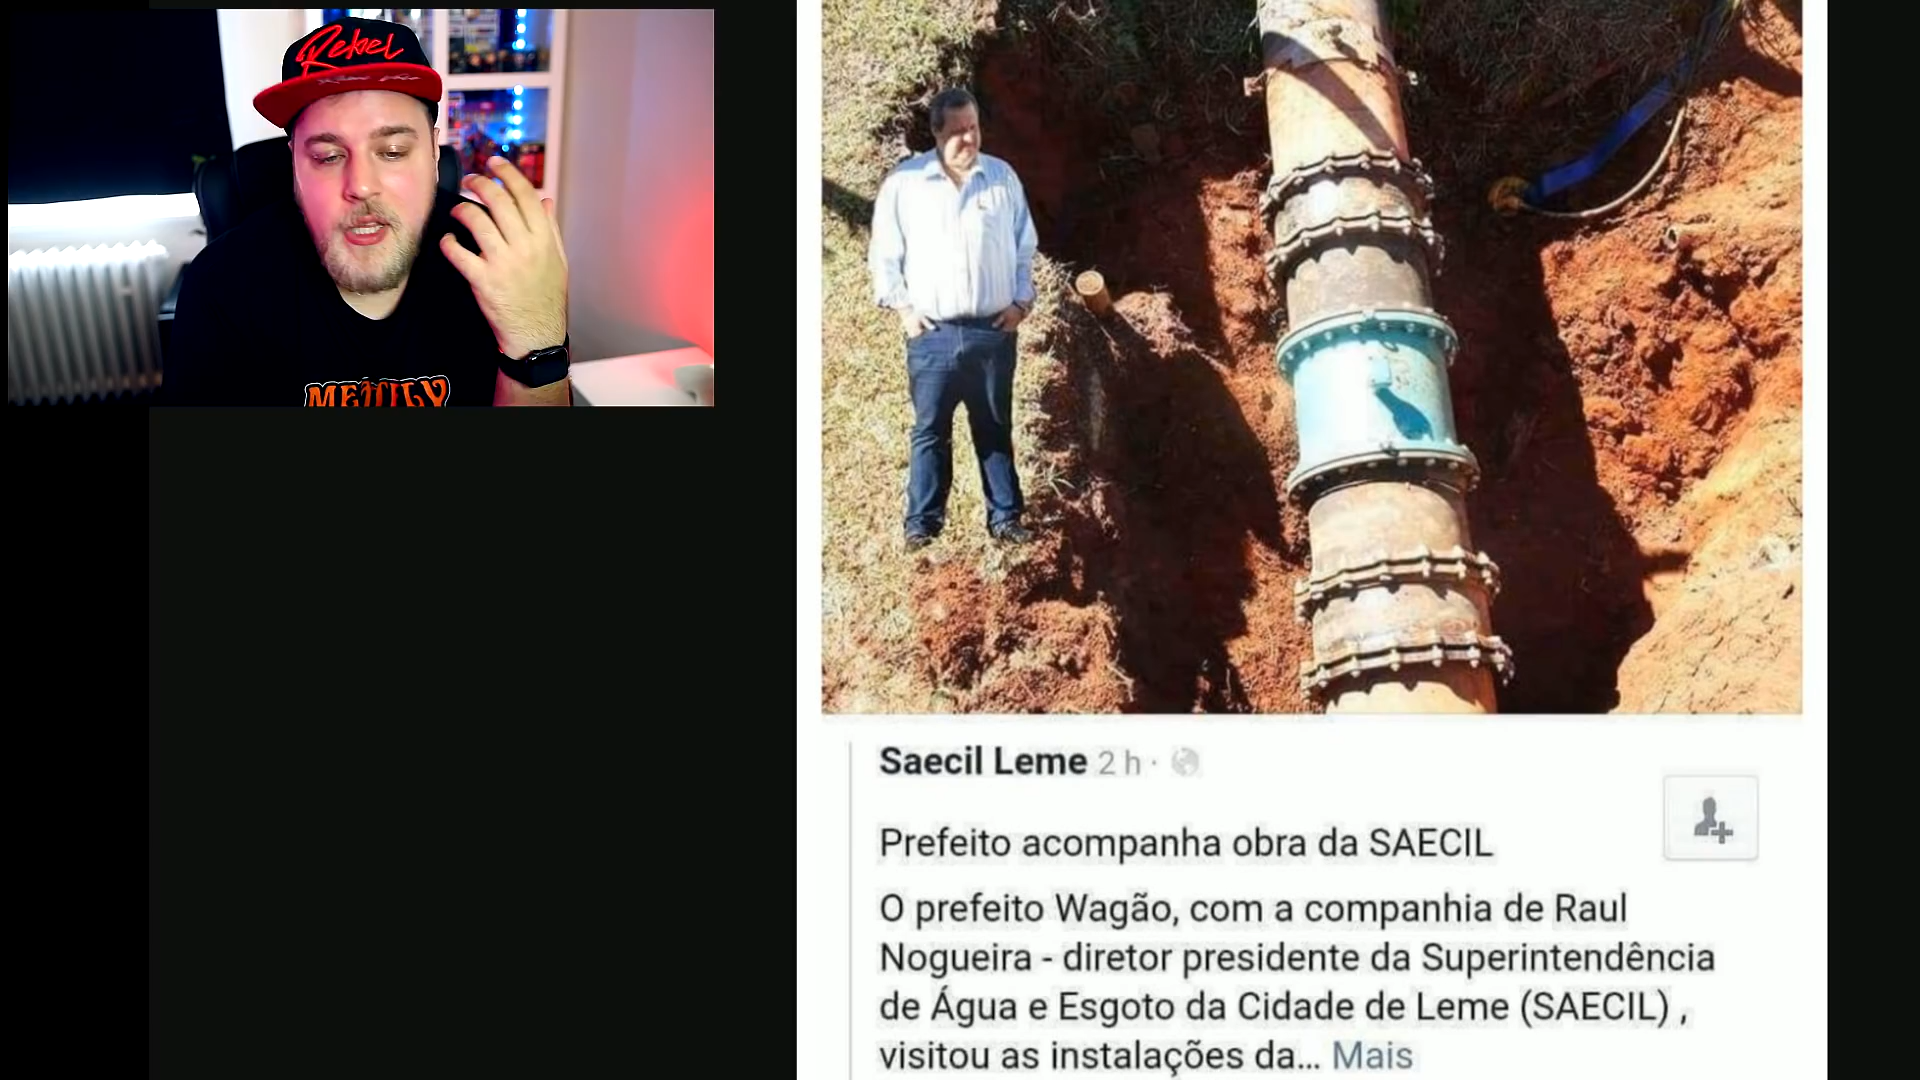 Rebel
Saecil Leme 2 h ·
Prefeito acompanha obra da SAECIL
O prefeito Wagão, com a companhia de Raul
Nogueira - diretor presidente da Superintendência
de Água e Esgoto da Cidade de Leme (SAECIL) ,
visitou as instalações da... Mais